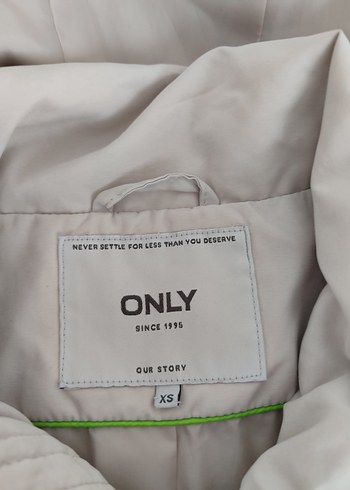 NEVER SETTLE FOR LESS THAN YOU DESERVE
ONLY
SINCE 1995
OUR STORY
XS